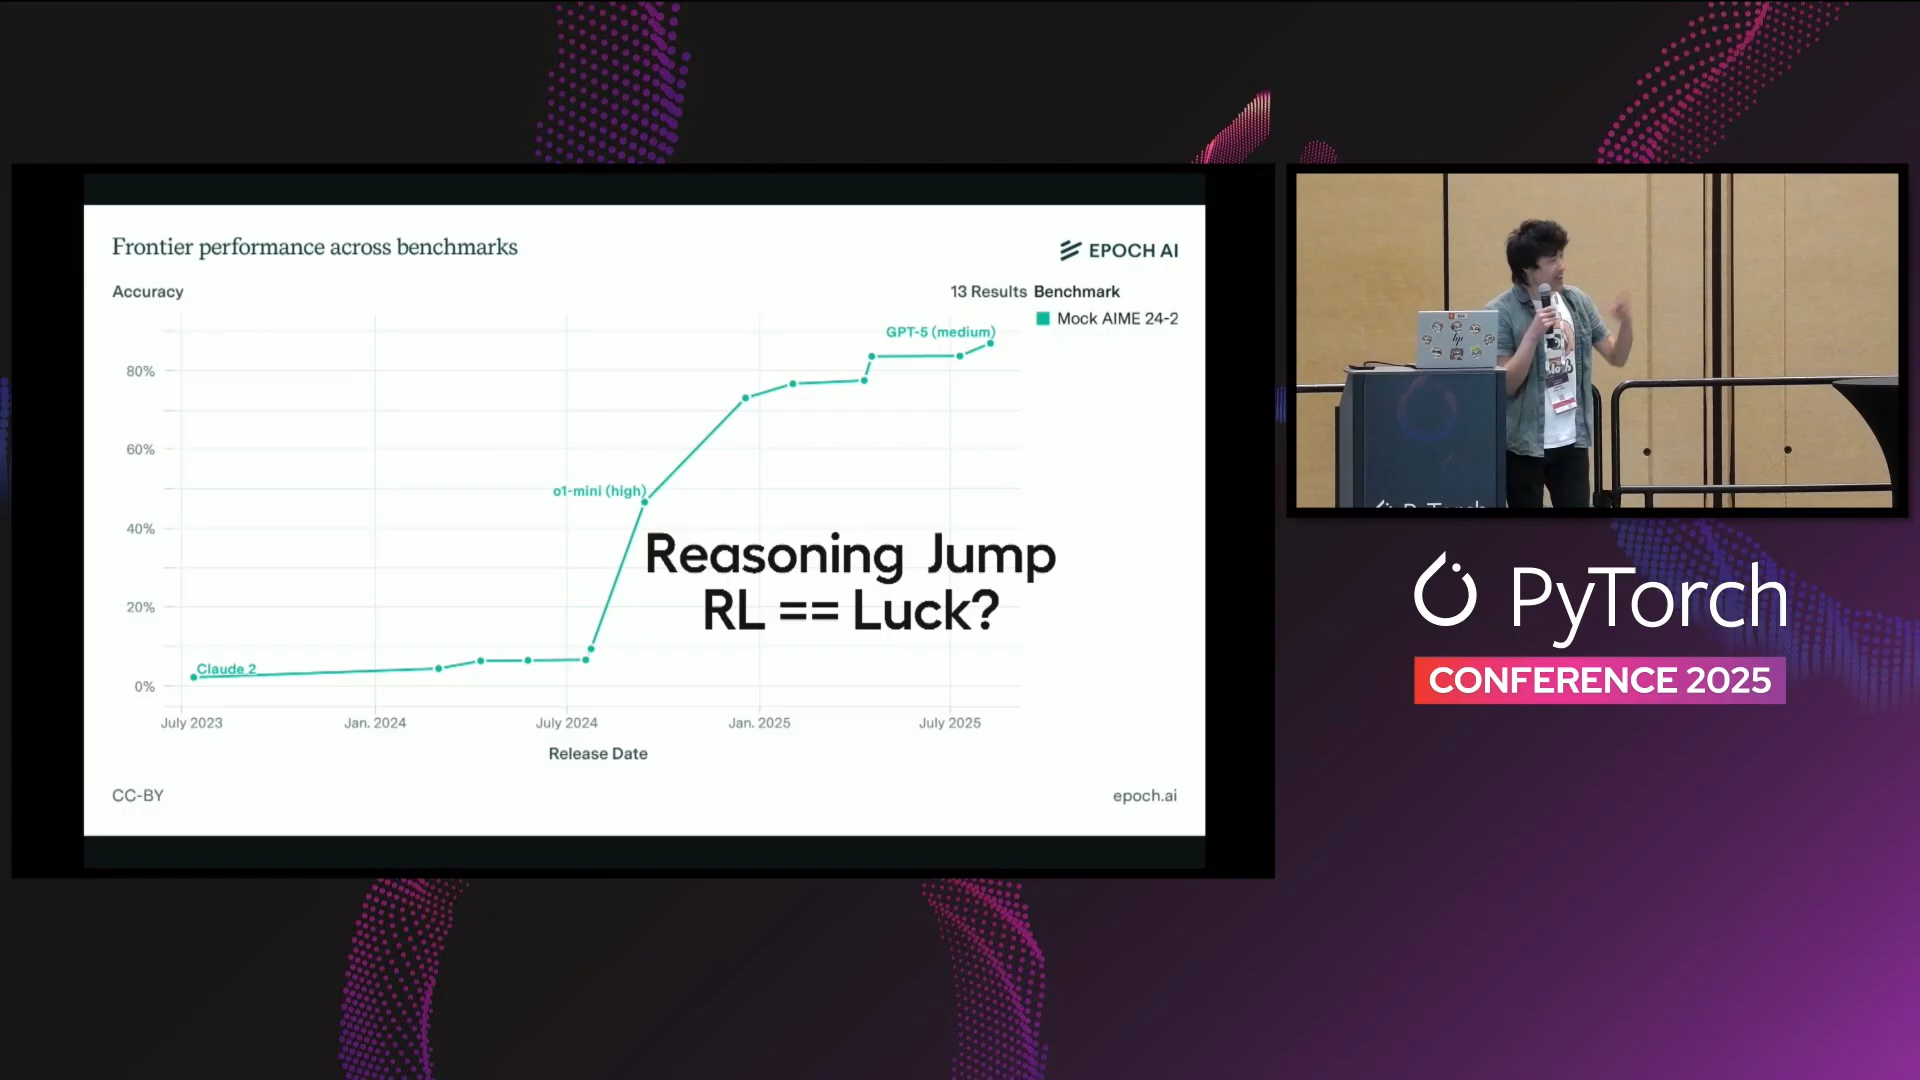 Frontier performance across benchmarks
EPOCH AI
Accuracy
13 Results Benchmark
Mock AIME 24-2
GPT-5 (medium)
80%
60%
o1-mini (high)
40%
Reasoning Jump
RL == Luck?
20%
Claude 2
0%
July 2023
Jan. 2024
July 2024
Jan. 2025
July 2025
Release Date
CC-BY
epoch.ai
PyTorch
CONFERENCE 2025